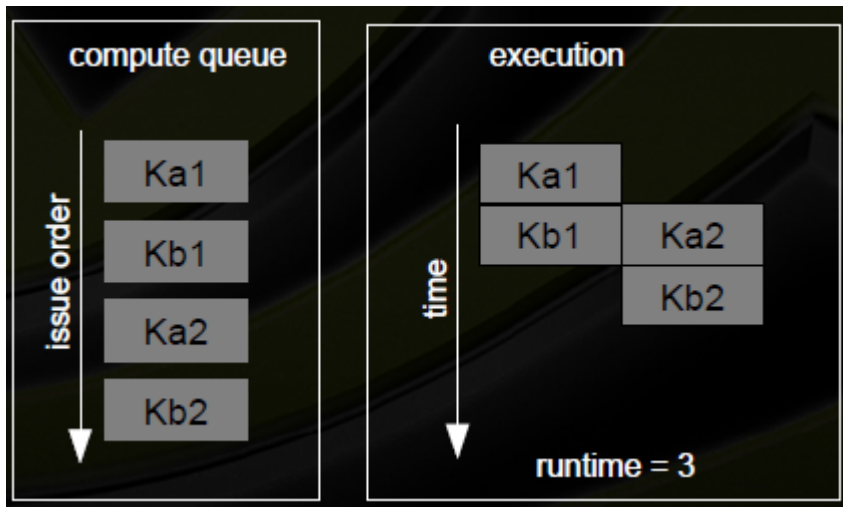 compute queue
issue order
Ka1
Kb1
Ka2
Kb2
execution
time
Ka1
Kb1 Ka2
Kb2
runtime = 3